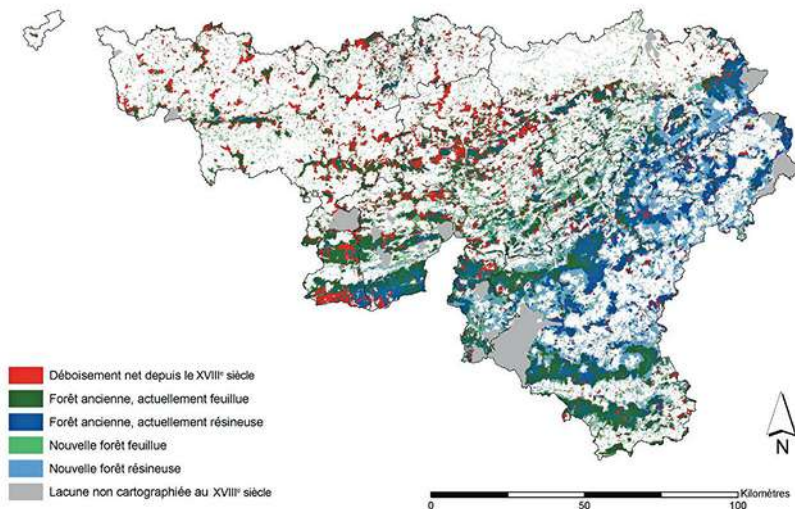 Déboisement net depuis le XVIIIᵉ siècle
Forêt ancienne, actuellement feuillue
Forêt ancienne, actuellement résineuse
Nouvelle forêt feuillue
Nouvelle forêt résineuse
Lacune non cartographiée au XVIIIᵉ siècle
N
Kilomètres
0 50 100